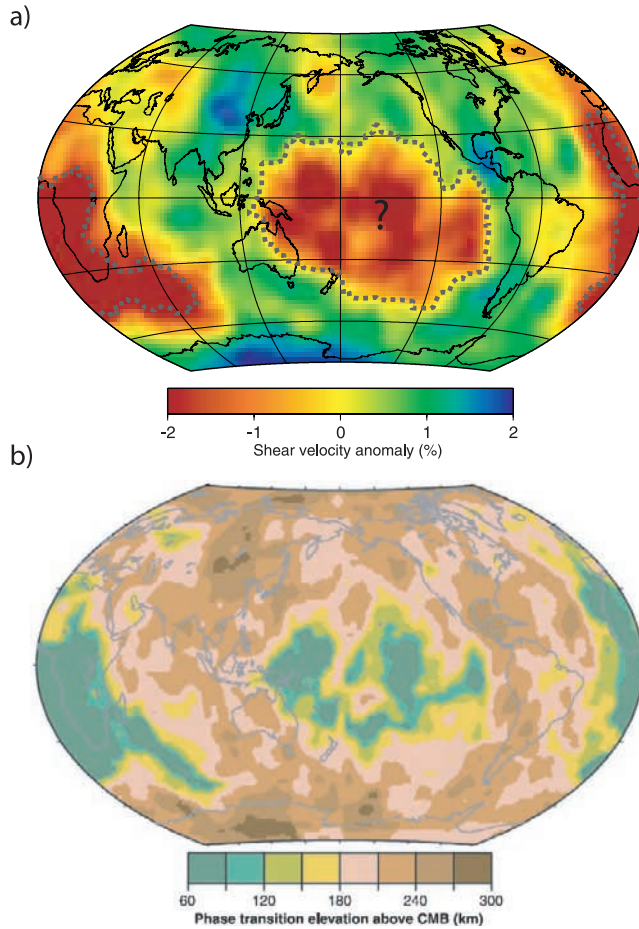 a)
?
-2 -1 0 1 2
Shear velocity anomaly (%)
b)
60 120 180 240 300
Phase transition elevation above CMB (km)